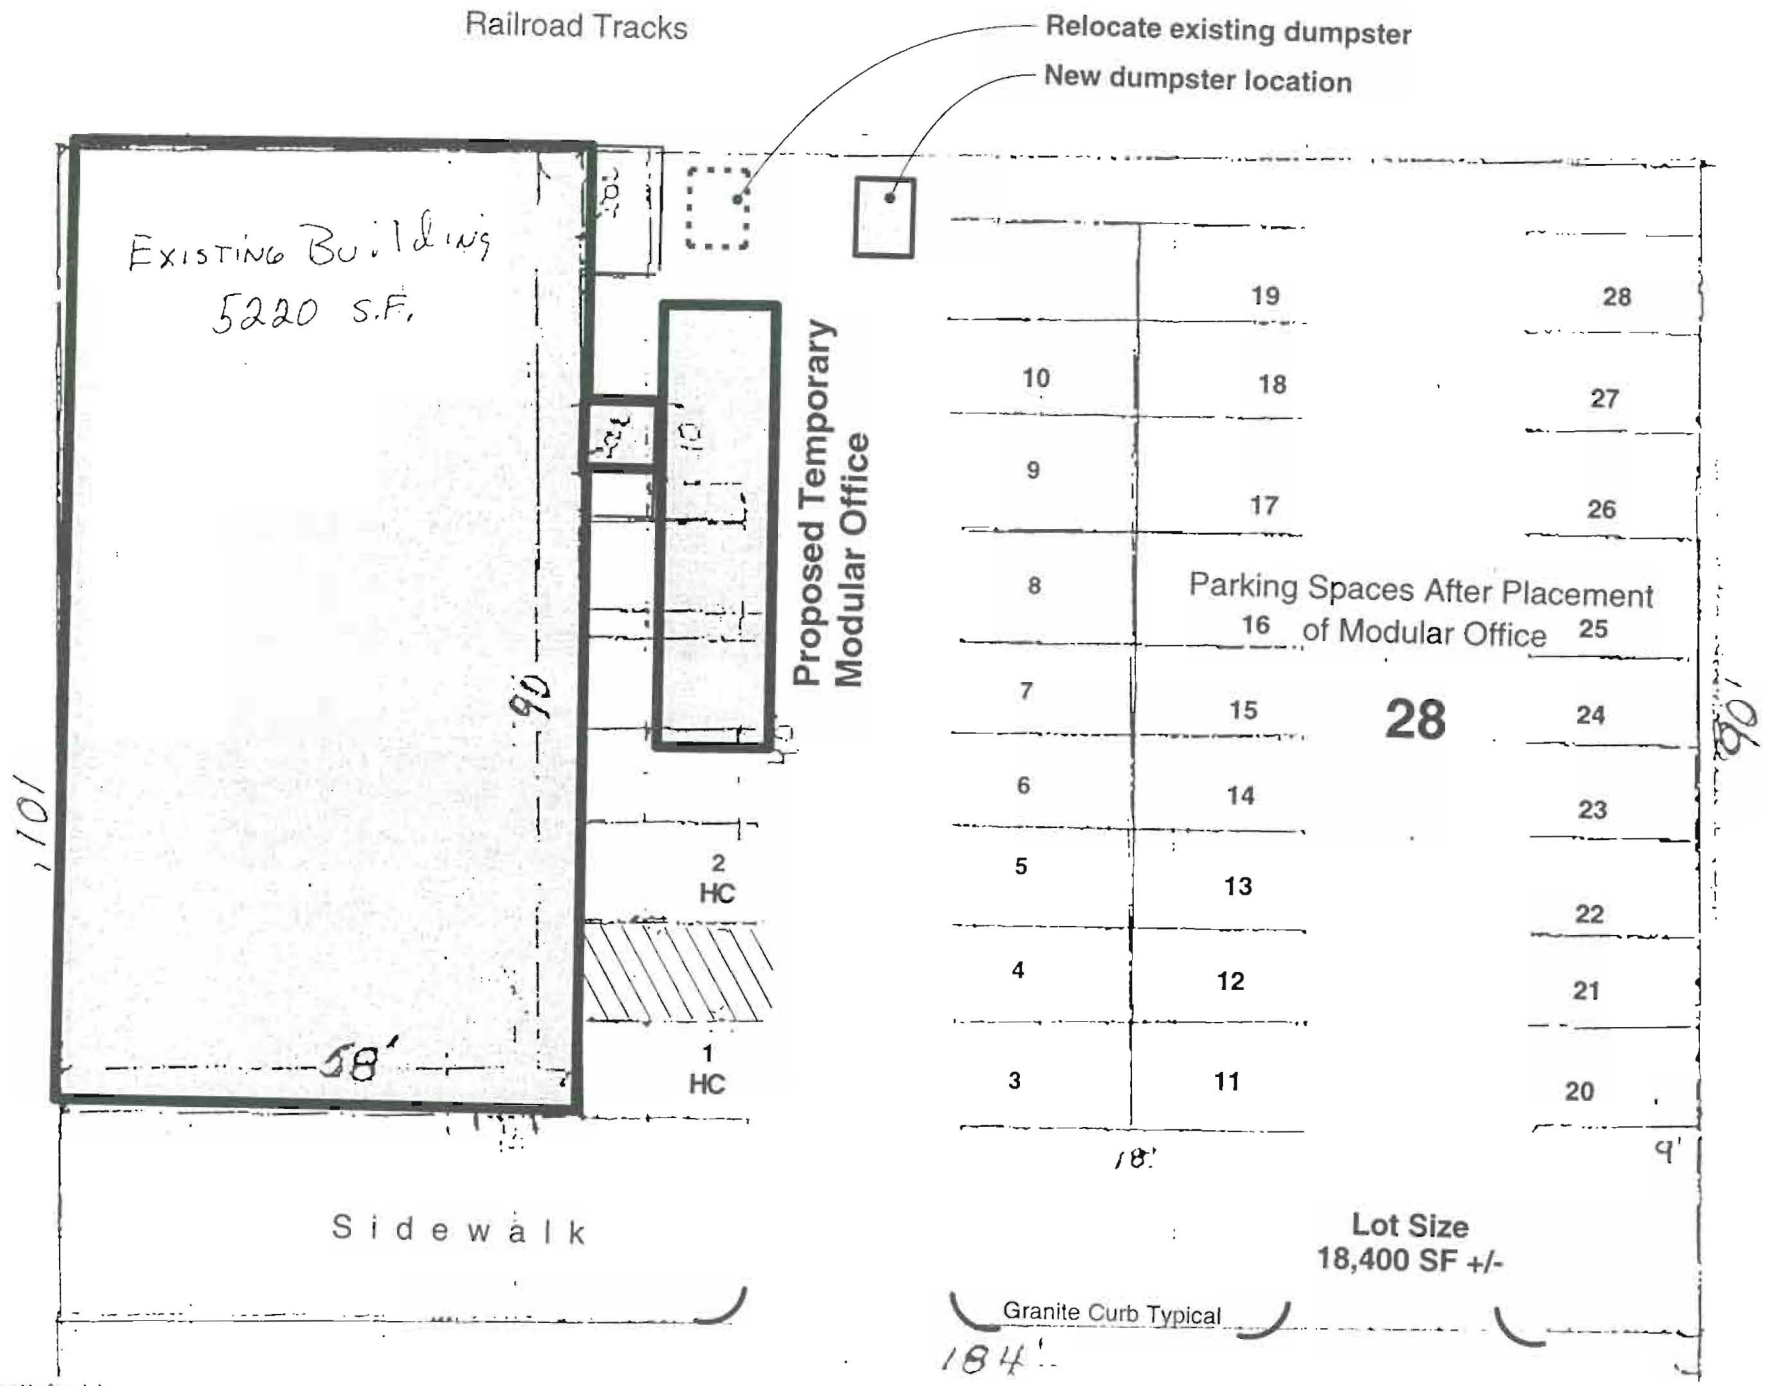 Railroad Tracks
Relocate existing dumpster
New dumpster location
Existing Building
5220 S.F.
Proposed Temporary
Modular Office
10
19
28
10
18
27
9
17
26
8
Parking Spaces After Placement
of Modular Office
16
25
7
15
28
24
6
14
23
2
HC
5
13
22
4
12
21
1
HC
3
11
20
90
101
90'
58'
18'
9'
Sidewalk
Lot Size
18,400 SF +/-
Granite Curb Typical
184'